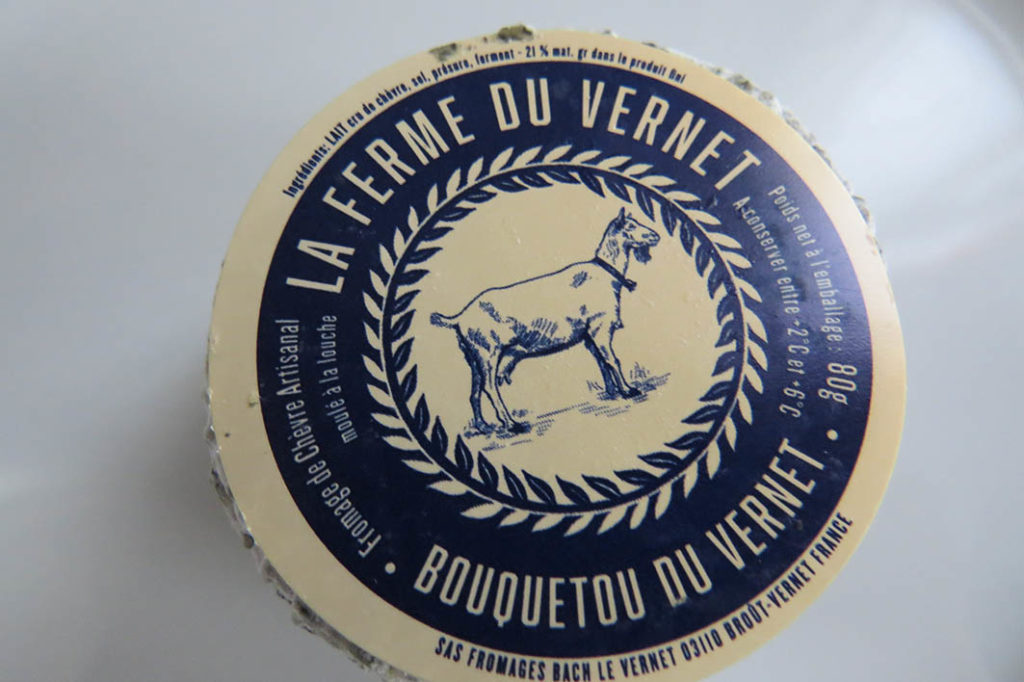 Ingrédients: LAIT cru de chèvre, sel, présure, ferment - 21 % mat. gr dans le produit fini
LA FERME DU VERNET
Poids net à l'emballage : 80g
A conserver entre +2°C et +6°C
Fromage de Chèvre Artisanal
moulé à la louche
• BOUQUETOU DU VERNET •
SAS FROMAGES BACH LE VERNET 03110 BROÛT-VERNET FRANCE